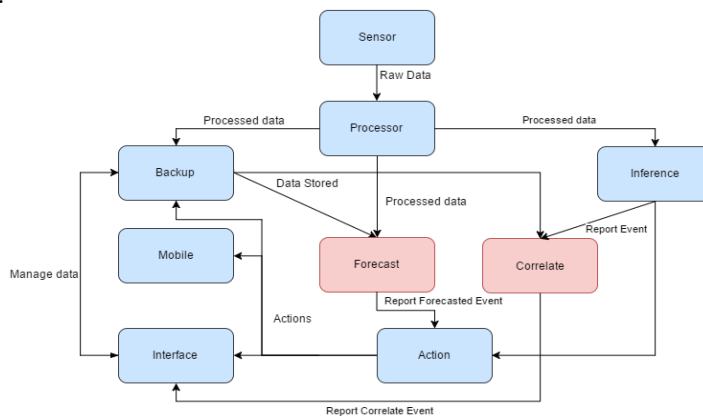 Sensor
Raw Data
Processed data
Processor
Processed data
Backup
Data Stored
Processed data
Inference
Report Event
Mobile
Forecast
Correlate
Manage data
Report Forecasted Event
Actions
Interface
Action
Report Correlate Event